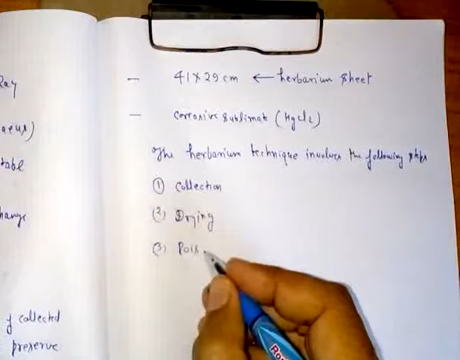 Ray
— 41 × 29 cm ← herbarium sheet
aeus)
— Corrosive Sublimate (HgCl2)
table
The herbarium technique involves the following steps
① Collection
hange
(2) Drying
(3) Pois
y collected
preserve